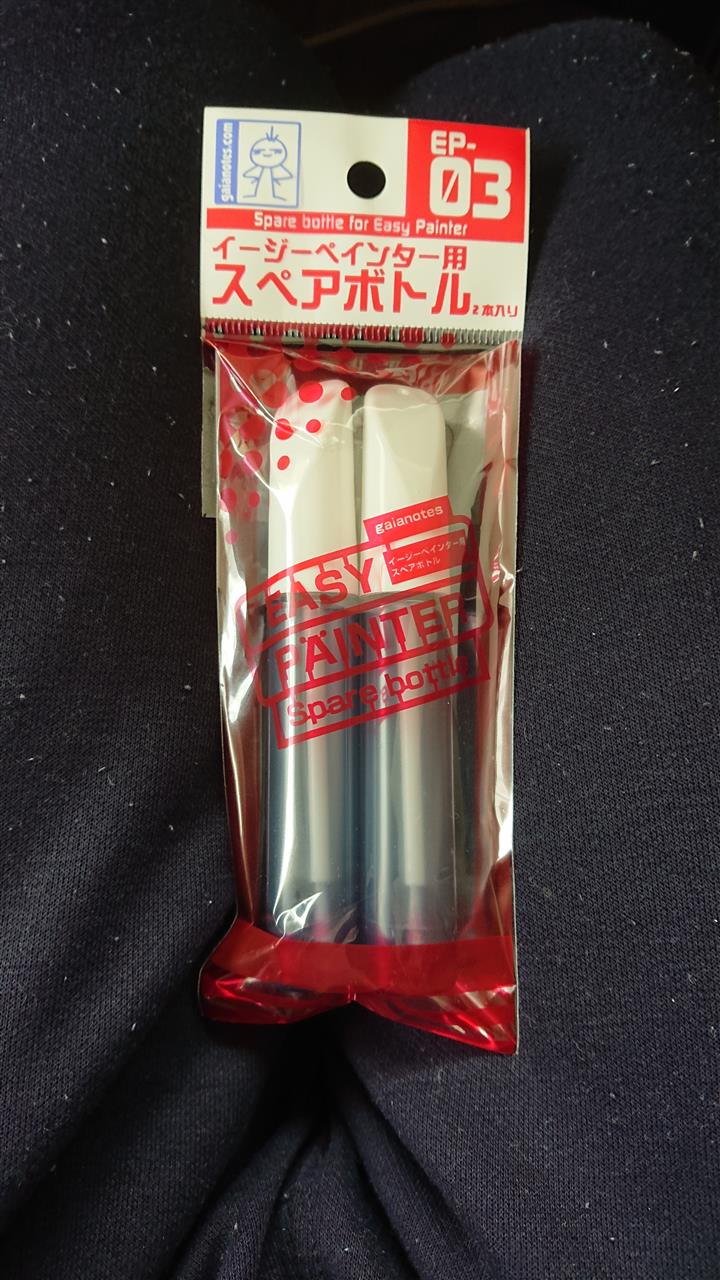 gaianotes.com
EP-
03
Spare bottle for Easy Painter
イージーペインター用
スペアボトル 2本入り
gaianotes
イージーペインター用
スペアボトル
EASY
PAINTER
Spare bottle